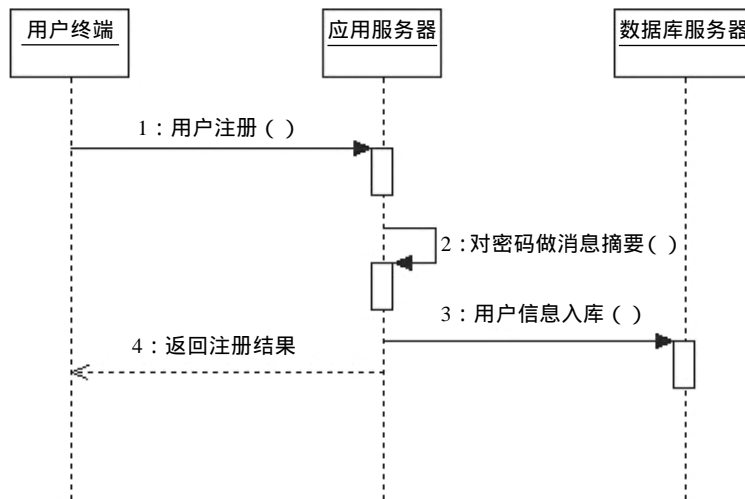 用户终端
应用服务器
数据库服务器
1：用户注册（ ）
2：对密码做消息摘要( )
3：用户信息入库（ ）
4：返回注册结果